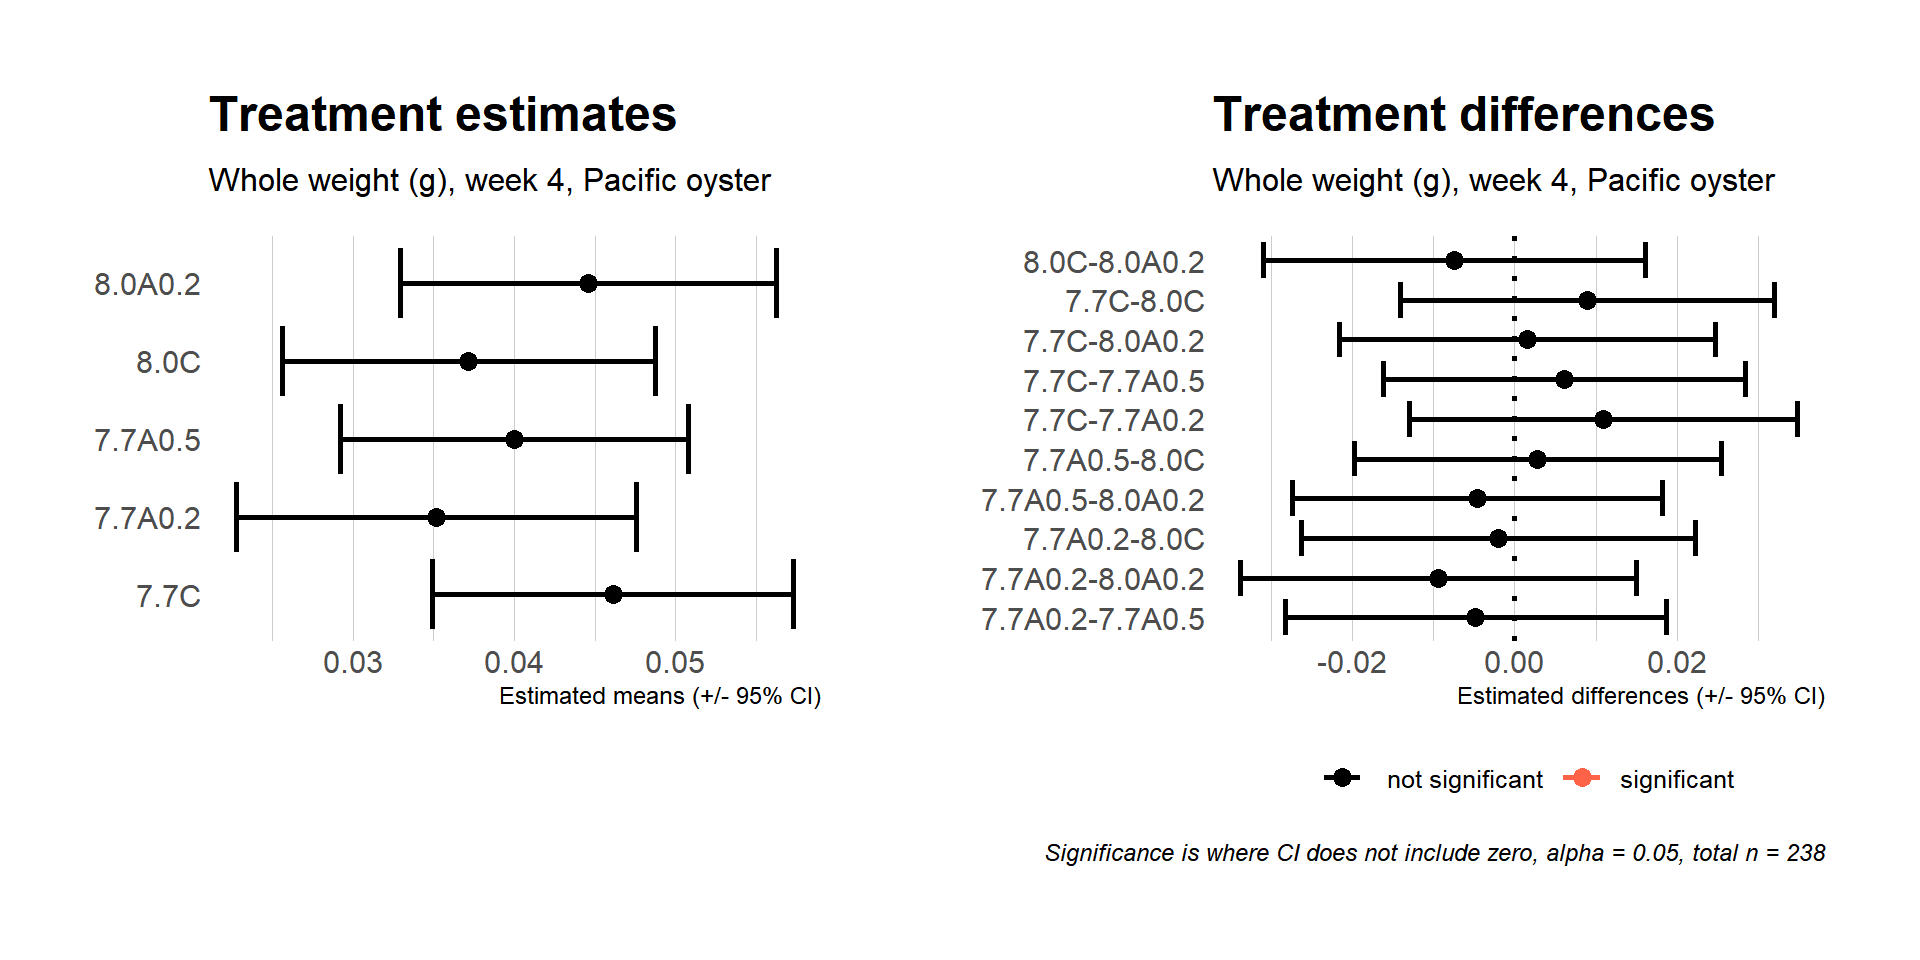 Treatment estimates
Whole weight (g), week 4, Pacific oyster
8.0A0.2
8.0C
7.7A0.5
7.7A0.2
7.7C
0.03 0.04 0.05
Estimated means (+/- 95% CI)
Treatment differences
Whole weight (g), week 4, Pacific oyster
8.0C-8.0A0.2
7.7C-8.0C
7.7C-8.0A0.2
7.7C-7.7A0.5
7.7C-7.7A0.2
7.7A0.5-8.0C
7.7A0.5-8.0A0.2
7.7A0.2-8.0C
7.7A0.2-8.0A0.2
7.7A0.2-7.7A0.5
-0.02 0.00 0.02
Estimated differences (+/- 95% CI)
not significant significant
Significance is where CI does not include zero, alpha = 0.05, total n = 238